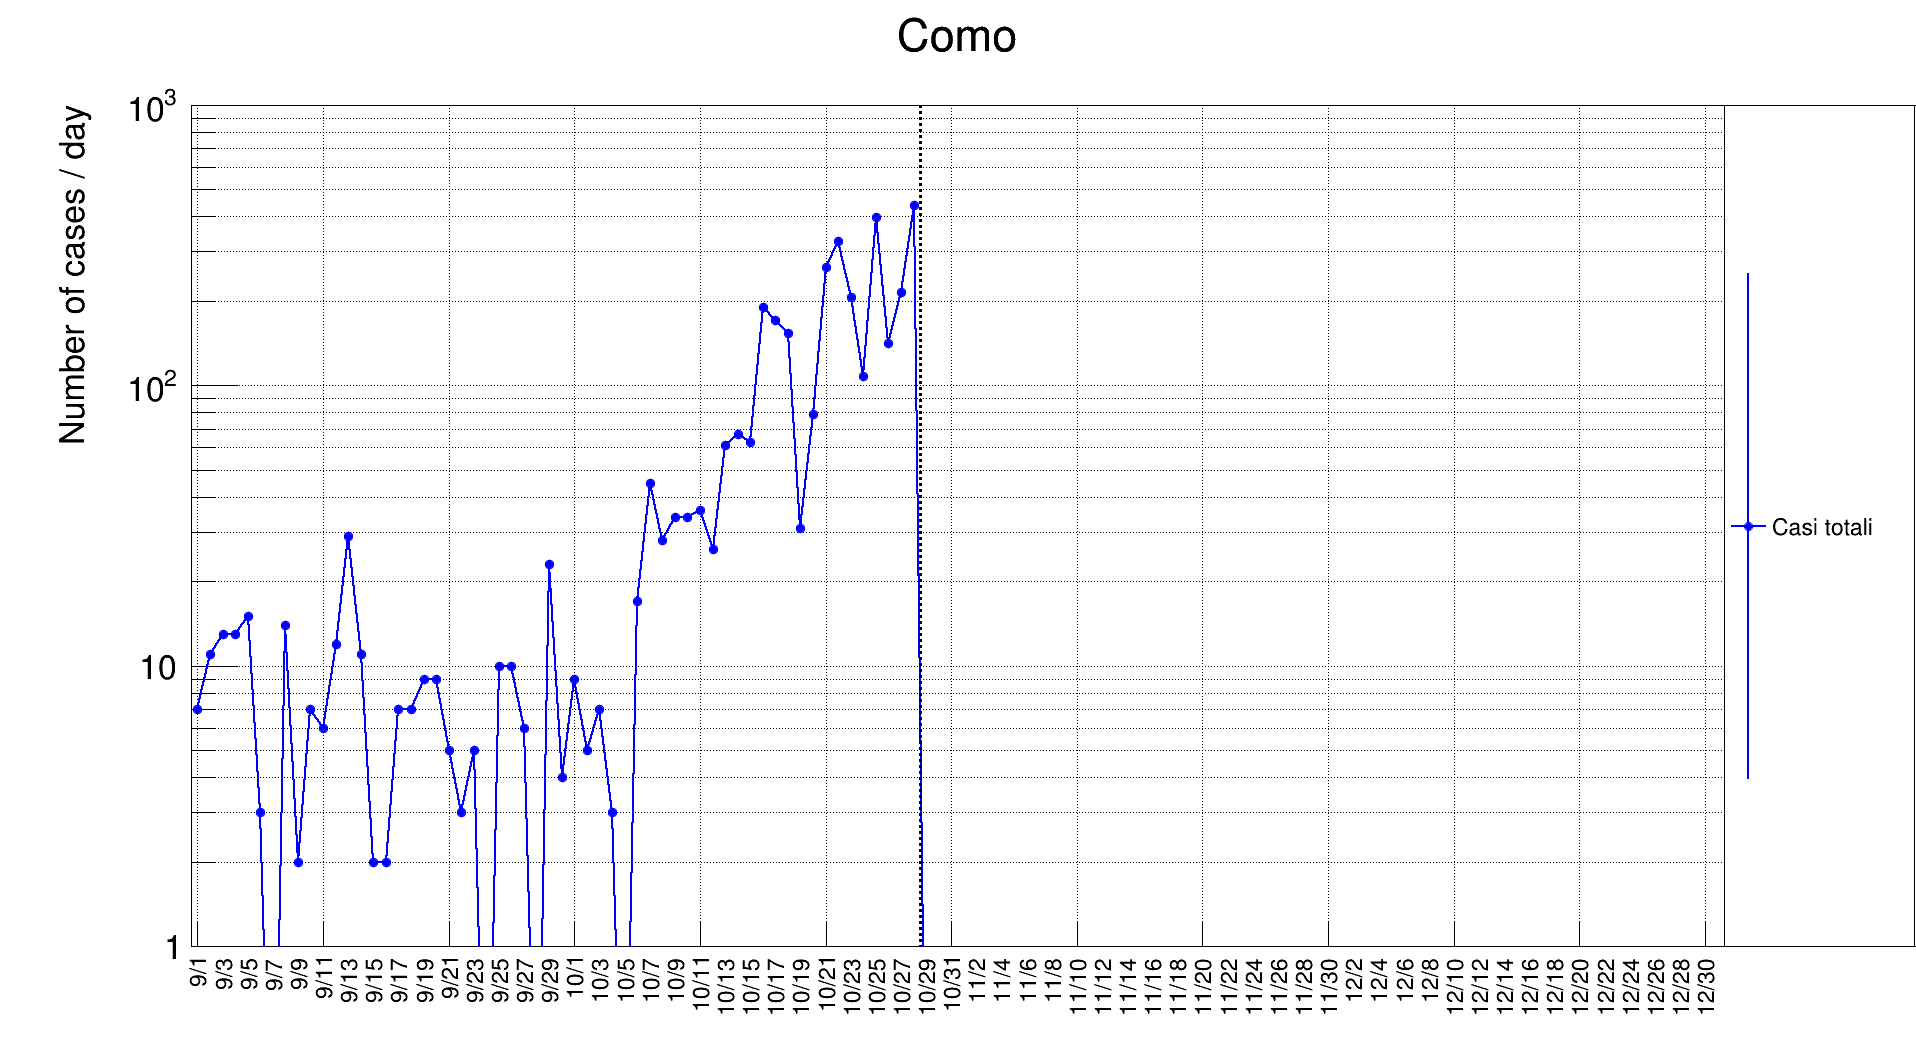 Como
Number of cases / day
10³
10²
10
1
9/1 9/3 9/5 9/7 9/9 9/11 9/13 9/15 9/17 9/19 9/21 9/23 9/25 9/27 9/29 10/1 10/3 10/5 10/7 10/9 10/11 10/13 10/15 10/17 10/19 10/21 10/23 10/25 10/27 10/29 10/31 11/2 11/4 11/6 11/8 11/10 11/12 11/14 11/16 11/18 11/20 11/22 11/24 11/26 11/28 11/30 12/2 12/4 12/6 12/8 12/10 12/12 12/14 12/16 12/18 12/20 12/22 12/24 12/26 12/28 12/30
Casi totali